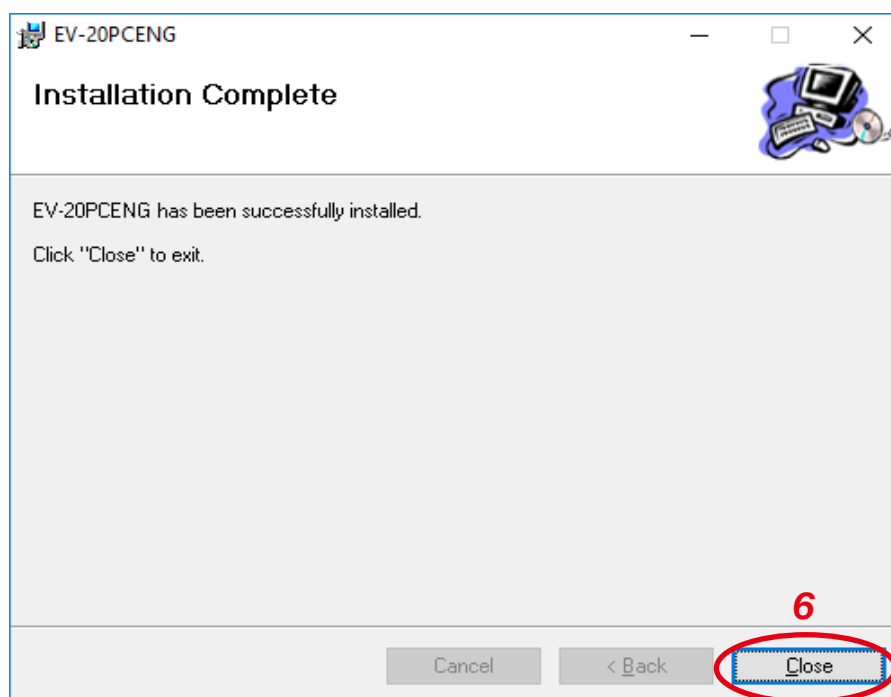 EV-20PCENG
Installation Complete
EV-20PCENG has been successfully installed.
Click "Close" to exit.
6
Cancel
< Back
Close